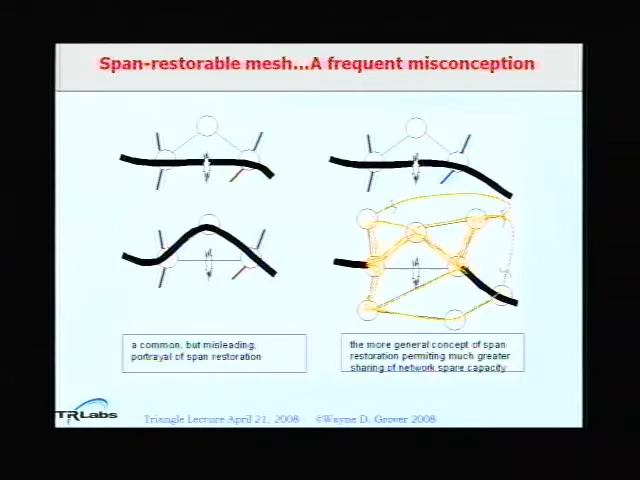 Span-restorable mesh...A frequent misconception
a common, but misleading,
portrayal of span restoration
the more general concept of span
restoration permiting much greater
sharing of network spare capacity
TRLabs
Triangle Lecture April 21, 2008 ©Wayne D. Grover 2008